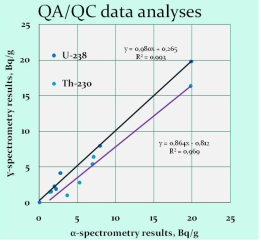 QA/QC data analyses
25
20
15
10
5
0
γ-spectrometry results, Bq/g
U-238
Th-230
y = 0,980x + 0,265
R² = 0,993
y = 0,864x - 0,812
R² = 0,969
0 5 10 15 20 25
α-spectrometry results, Bq/g